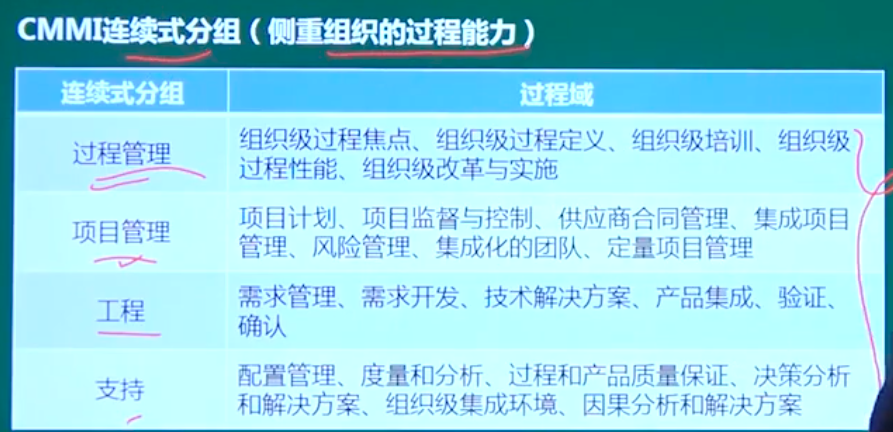 CMMI连续式分组（侧重组织的过程能力）
连续式分组
过程域
过程管理
组织级过程焦点、组织级过程定义、组织级培训、组织级
过程性能、组织级改革与实施
项目管理
项目计划、项目监督与控制、供应商合同管理、集成项目
管理、风险管理、集成化的团队、定量项目管理
工程
需求管理、需求开发、技术解决方案、产品集成、验证、
确认
支持
配置管理、度量和分析、过程和产品质量保证、决策分析
和解决方案、组织级集成环境、因果分析和解决方案